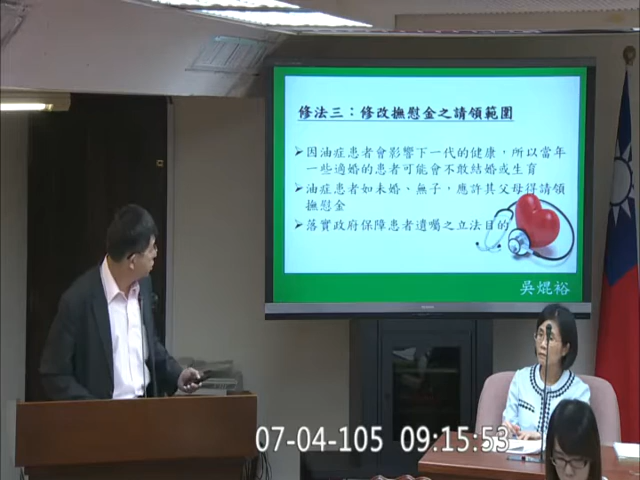 修法三：修改撫慰金之請領範圍
➢因油症患者會影響下一代的健康，所以當年
一些適婚的患者可能會不敢結婚或生育
➢油症患者如未婚、無子，應許其父母得請領
撫慰金
➢落實政府保障患者遺囑之立法目的
吳焜裕
07-04-105 09:15:53